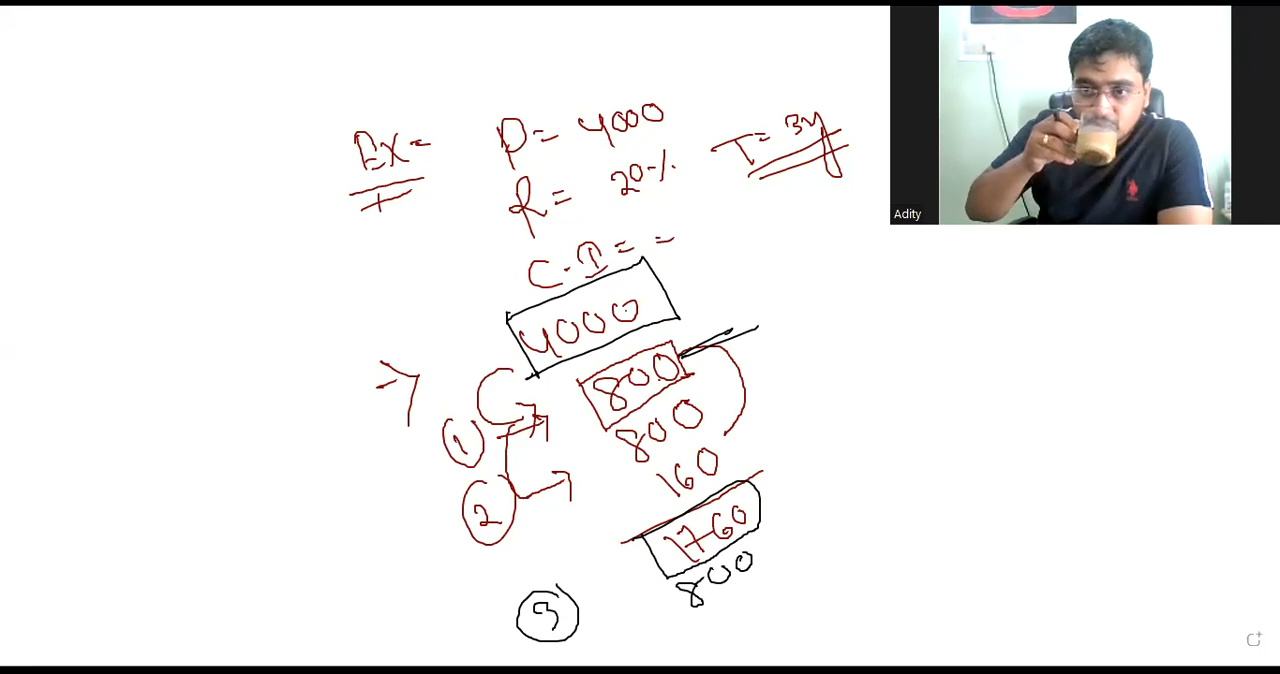 Ex= P= 4000 T= 3y
R= 20%
C.I= =
4000
800
① 800
160
② 1760
800
③
Adity